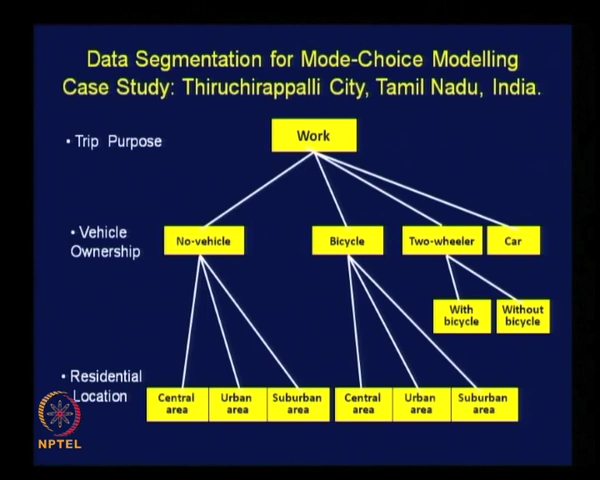 Data Segmentation for Mode-Choice Modelling
Case Study: Thiruchirappalli City, Tamil Nadu, India.
• Trip Purpose
Work
• Vehicle
Ownership
No-vehicle
Bicycle
Two-wheeler
Car
With
bicycle
Without
bicycle
• Residential
Location
Central
area
Urban
area
Suburban
area
Central
area
Urban
area
Suburban
area
NPTEL